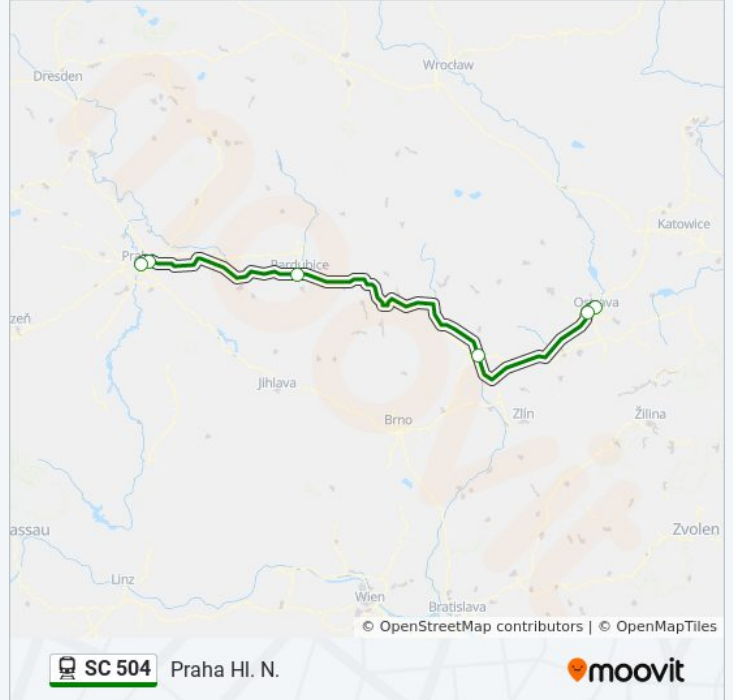 Dresden
Wrocław
Katowice
Praha
Pardubice
Ostrava
zeň
Jihlava
Brno
Zlín
Žilina
assau
Zvolen
Linz
Wien
Bratislava
© OpenStreetMap contributors | © OpenMapTiles
SC 504 Praha Hl. N.
moovit